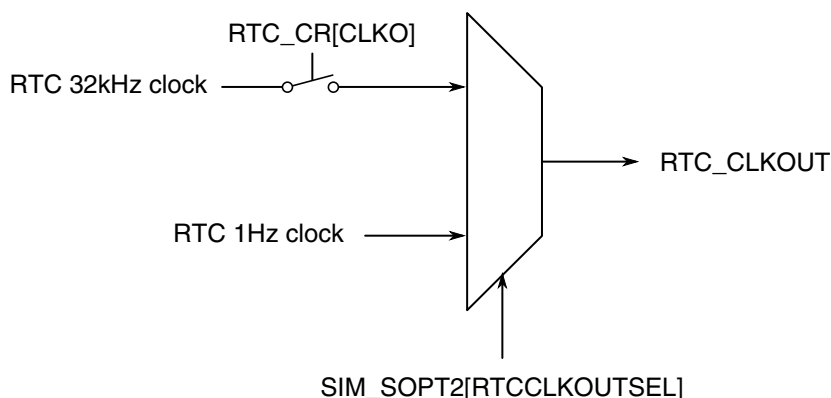 RTC_CR[CLKO]
RTC 32kHz clock
RTC_CLKOUT
RTC 1Hz clock
SIM_SOPT2[RTCCLKOUTSEL]